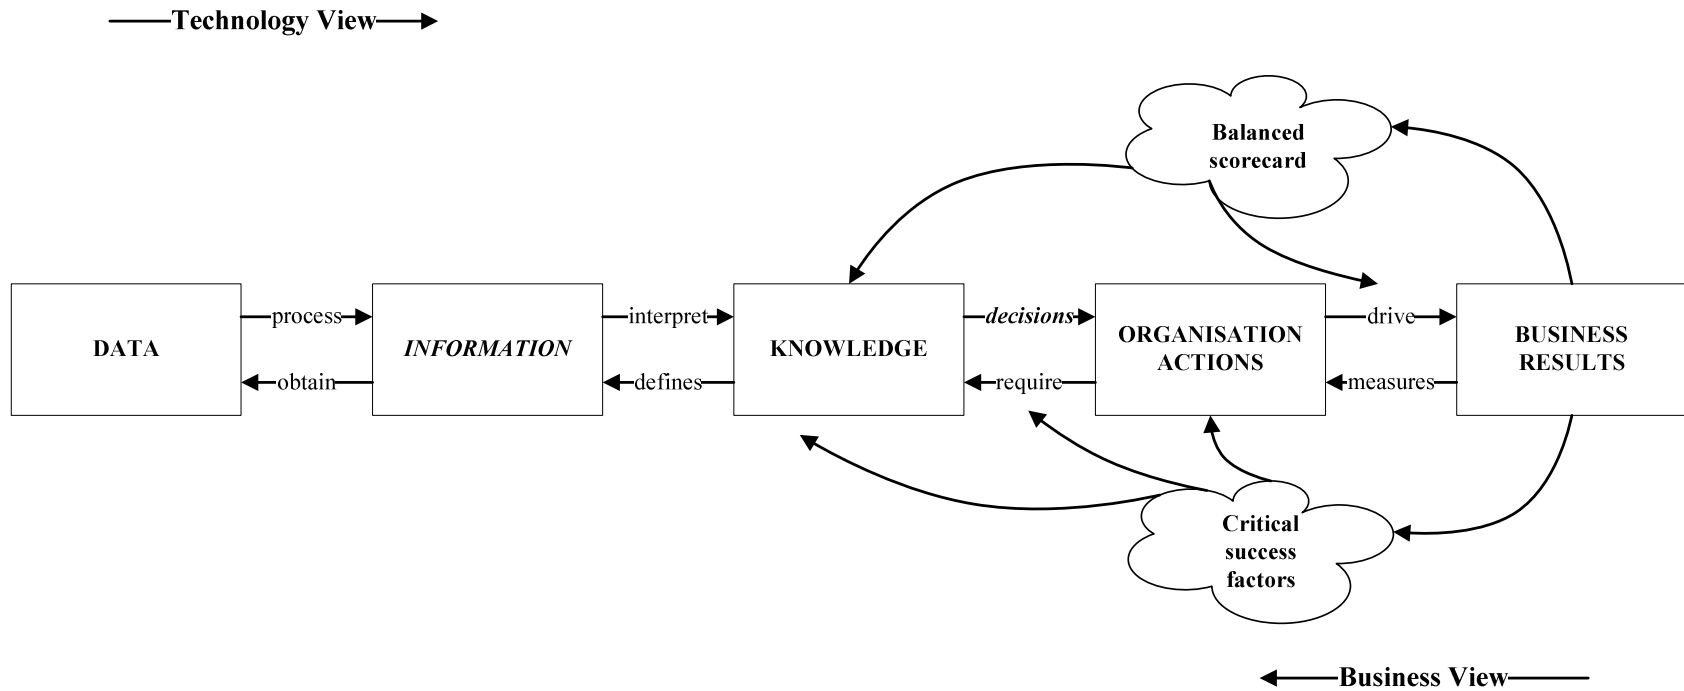 Technology View
Balanced
scorecard
process
interpret
decisions
drive
DATA
INFORMATION
KNOWLEDGE
ORGANISATION
ACTIONS
BUSINESS
RESULTS
obtain
defines
require
measures
Critical
success
factors
Business View